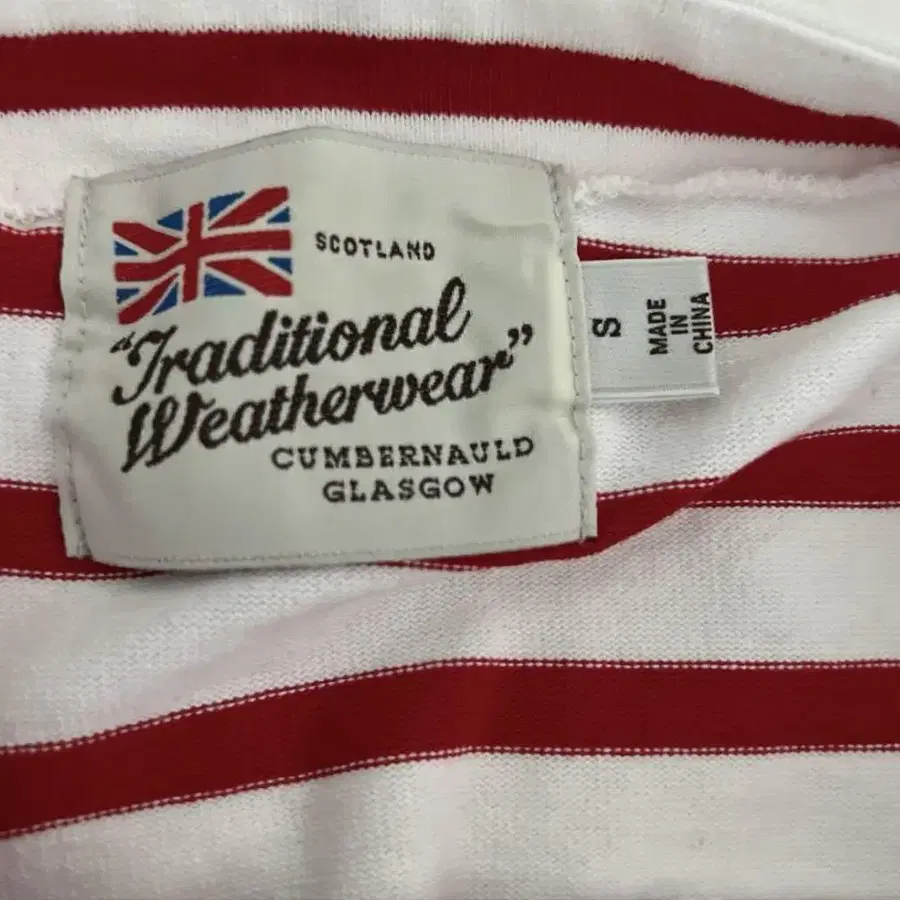 SCOTLAND
"Traditional
Weatherwear"
CUMBERNAULD
GLASGOW
S
MADE
IN
CHINA